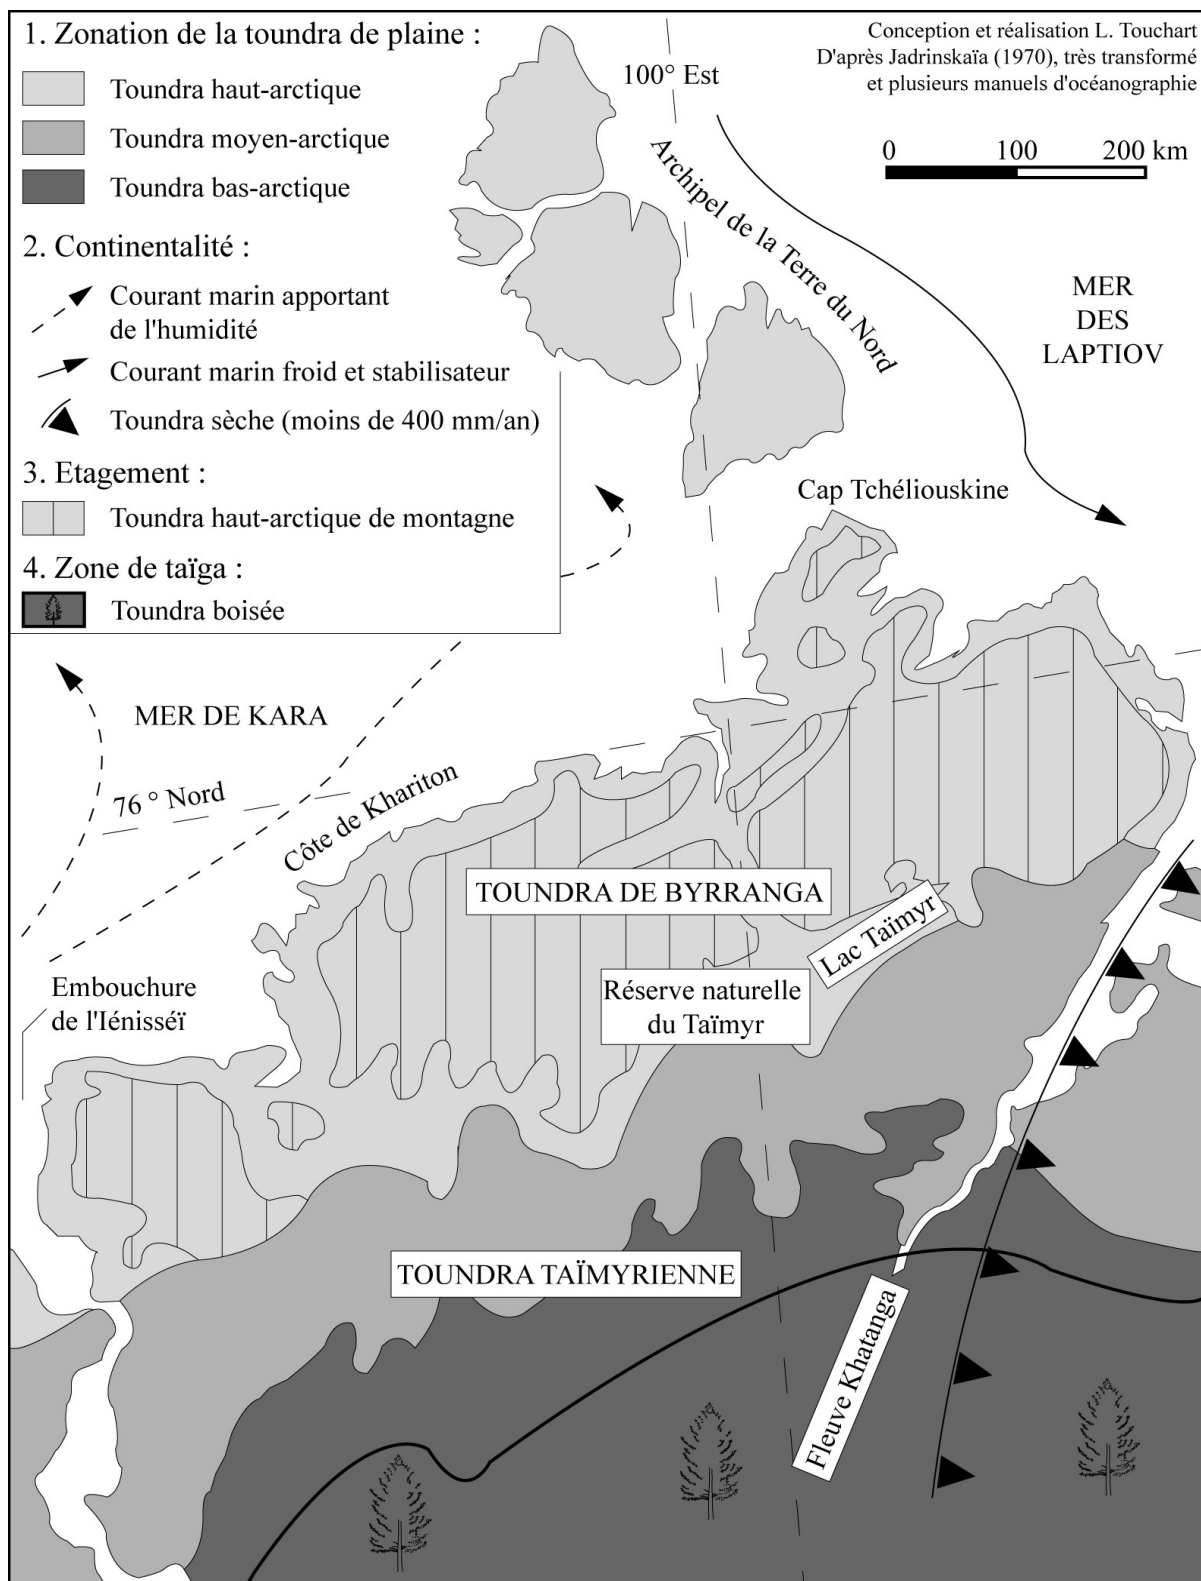 1. Zonation de la toundra de plaine :
Toundra haut-arctique
Toundra moyen-arctique
Toundra bas-arctique
2. Continentalité :
Courant marin apportant
de l'humidité
Courant marin froid et stabilisateur
Toundra sèche (moins de 400 mm/an)
3. Etagement :
Toundra haut-arctique de montagne
4. Zone de taïga :
Toundra boisée
Conception et réalisation L. Touchart
D'après Jadrinskaïa (1970), très transformé
et plusieurs manuels d'océanographie
0 100 200 km
100° Est
Archipel de la Terre du Nord
MER
DES
LAPTIOV
Cap Tchéliouskine
MER DE KARA
76 ° Nord
Côte de Khariton
TOUNDRA DE BYRRANGA
Lac Taïmyr
Réserve naturelle
du Taïmyr
Embouchure
de l'Iénisséï
TOUNDRA TAÏMYRIENNE
Fleuve Khatanga